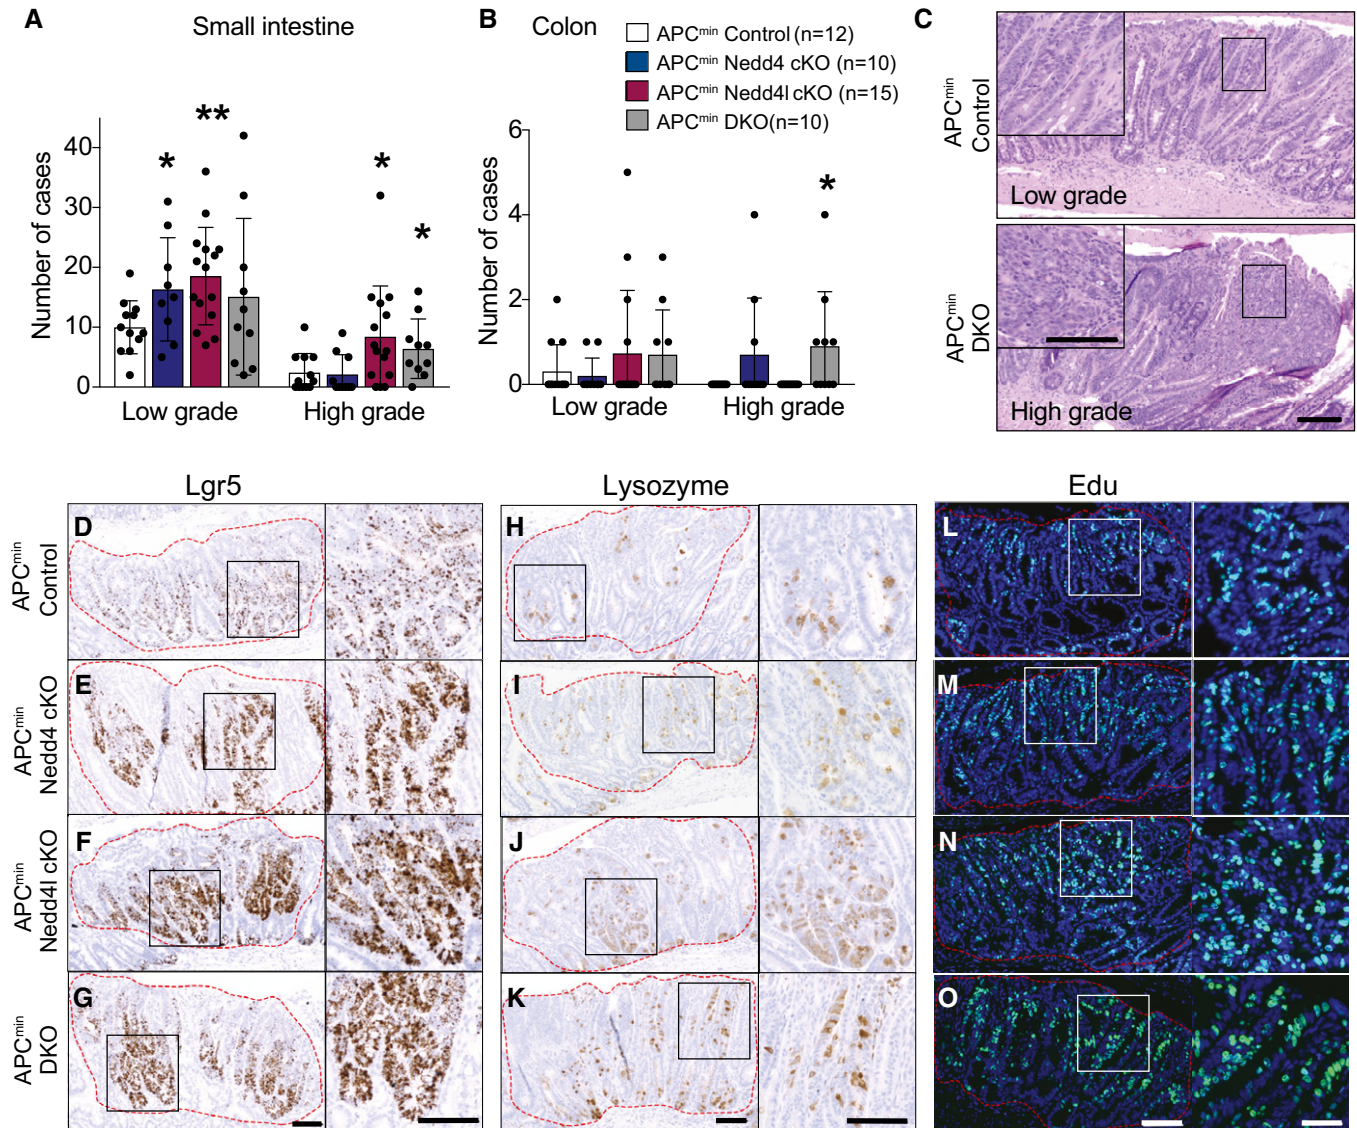 A
Small intestine
Number of cases
40
30
20
10
0
*
**
*
*
Low grade
High grade
B
Colon
APCmin Control (n=12)
APCmin Nedd4 cKO (n=10)
APCmin Nedd4l cKO (n=15)
APCmin DKO(n=10)
Number of cases
6
4
2
0
*
Low grade
High grade
C
APCmin
Control
Low grade
APCmin
DKO
High grade
Lgr5
Lysozyme
Edu
APCmin
Control
D
H
L
APCmin
Nedd4 cKO
E
I
M
APCmin
Nedd4l cKO
F
J
N
APCmin
DKO
G
K
O